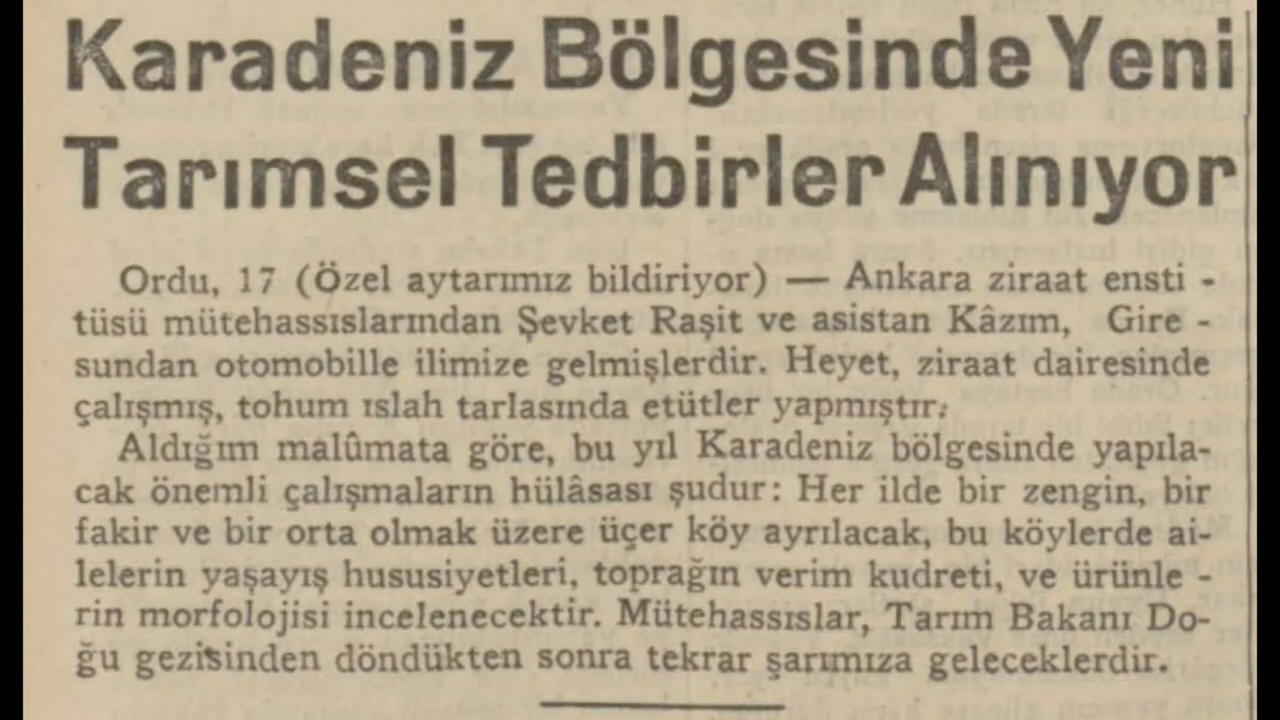 Karadeniz Bölgesinde Yeni
Tarımsel Tedbirler Alınıyor
Ordu, 17 (Özel aytarımız bildiriyor) — Ankara ziraat ensti -
tüsü mütehassıslarından Şevket Raşit ve asistan Kâzım, Gire -
sundan otomobille ilimize gelmişlerdir. Heyet, ziraat dairesinde
çalışmış, tohum ıslah tarlasında etütler yapmıştır.
Aldığım malûmata göre, bu yıl Karadeniz bölgesinde yapıla-
cak önemli çalışmaların hülâsası şudur: Her ilde bir zengin, bir
fakir ve bir orta olmak üzere üçer köy ayrılacak, bu köylerde ai-
lelerin yaşayış hususiyetleri, toprağın verim kudreti, ve ürünle -
rin morfolojisi incelenecektir. Mütehassıslar, Tarım Bakanı Do-
ğu gezisinden döndükten sonra tekrar şarımıza geleceklerdir.